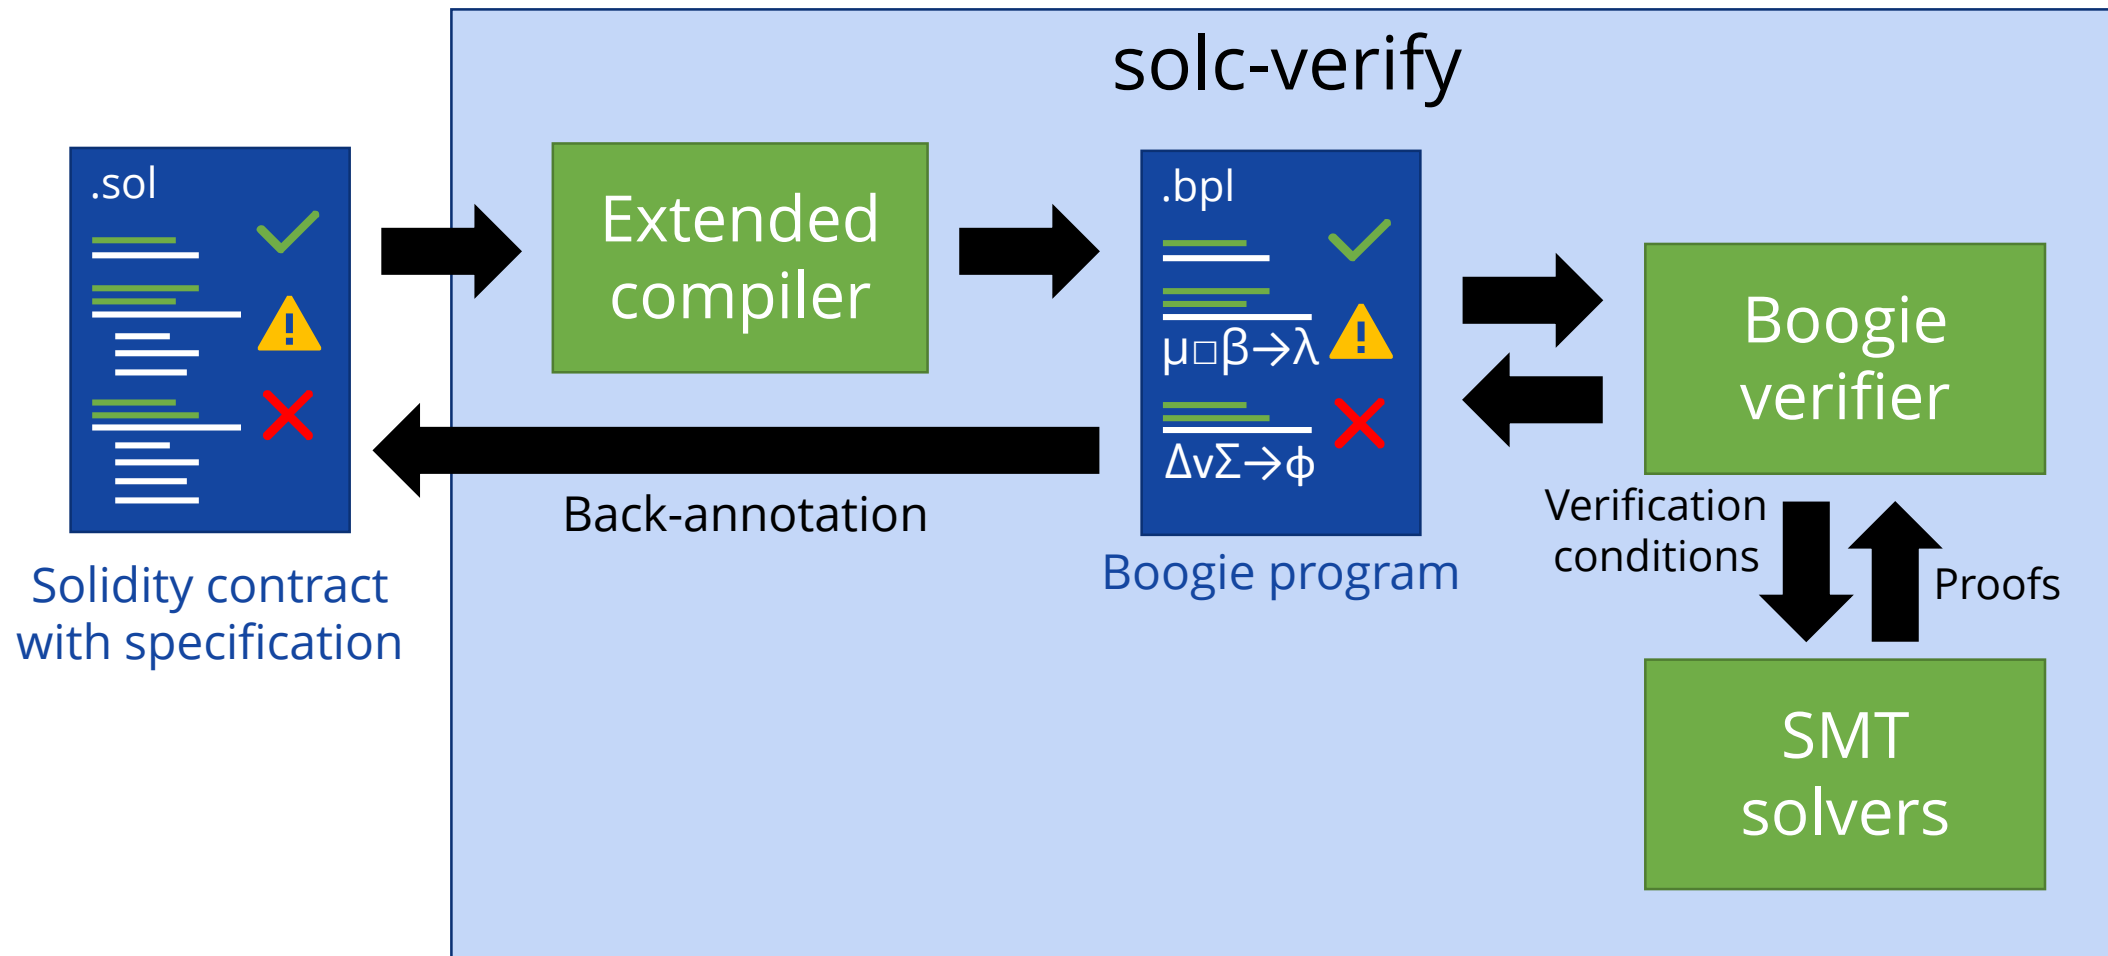 solc-verify
.sol
Extended
compiler
.bpl
μ□β→λ
ΔvΣ→ϕ
Boogie
verifier
Back-annotation
Verification
conditions
Proofs
Solidity contract
with specification
Boogie program
SMT
solvers